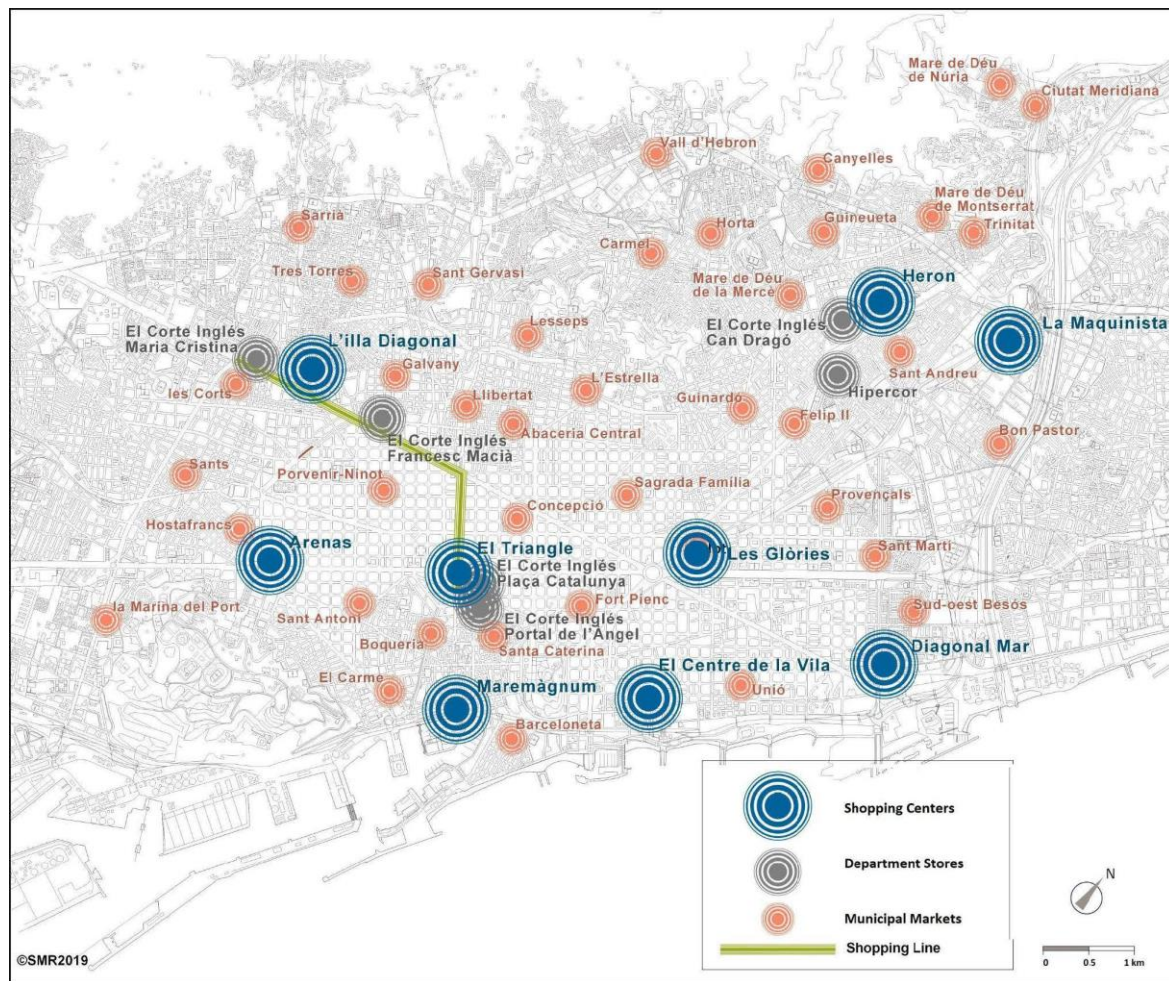 Mare de Déu
de Núria
Ciutat Meridiana
Vall d'Hebron
Canyelles
Mare de Déu
de Montserrat
Trinitat
Sarrià
Horta
Guineueta
Carmel
Tres Torres
Sant Gervasi
Mare de Déu
de la Mercè
Heron
El Corte Inglés
Can Dragó
La Maquinista
El Corte Inglés
Maria Cristina
L'illa Diagonal
Lesseps
Sant Andreu
les Corts
Galvany
L'Estrella
Hipercor
Llibertat
Guinardó
Felip II
Abaceria Central
El Corte Inglés
Francesc Macià
Bon Pastor
Sants
Porvenir-Ninot
Sagrada Família
Provençals
Concepció
Hostafrancs
Arenas
El Triangle
Les Glòries
Sant Martí
El Corte Inglés
Plaça Catalunya
la Marina del Port
Sant Antoni
Fort Pienc
Sud-oest Besòs
El Corte Inglés
Portal de l'Àngel
Boqueria
Santa Caterina
Diagonal Mar
El Carme
Maremàgnum
El Centre de la Vila
Unió
Barceloneta
Shopping Centers
Department Stores
Municipal Markets
Shopping Line
N
0 0.5 1 km
©SMR2019